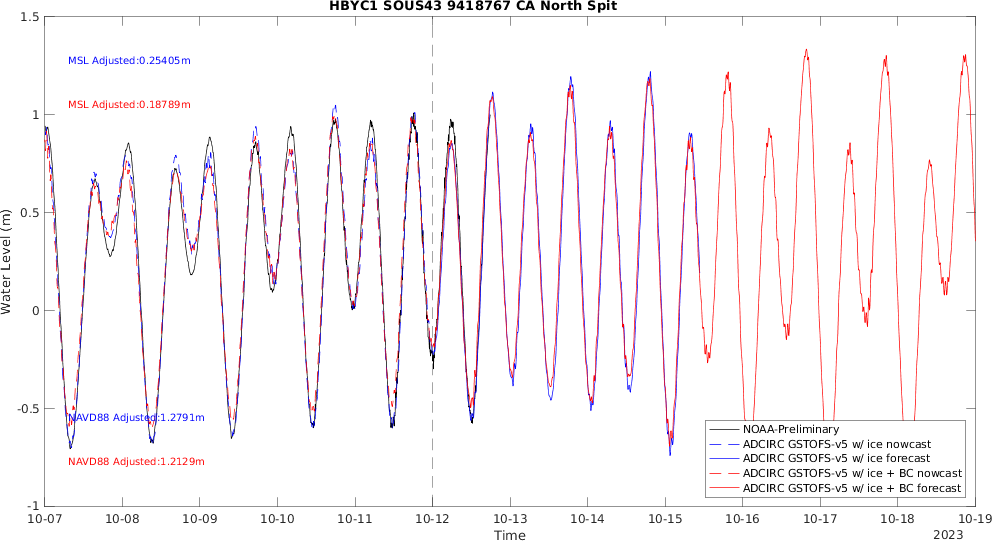 HBYC1 SOUS43 9418767 CA North Spit
1.5
MSL Adjusted:0.25405m
MSL Adjusted:0.18789m
1
0.5
Water Level (m)
0
-0.5
NAVD88 Adjusted:1.2791m
NAVD88 Adjusted:1.2129m
NOAA-Preliminary
ADCIRC GSTOFS-v5 w/ ice nowcast
ADCIRC GSTOFS-v5 w/ ice forecast
ADCIRC GSTOFS-v5 w/ ice + BC nowcast
ADCIRC GSTOFS-v5 w/ ice + BC forecast
-1
10-07 10-08 10-09 10-10 10-11 10-12 10-13 10-14 10-15 10-16 10-17 10-18 10-19
Time
2023